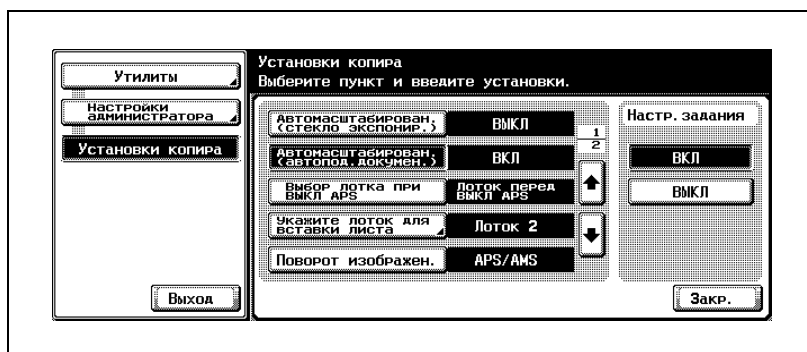 Утилиты
Настройки
администратора
Установки копира
Выход
Установки копира
Выберите пункт и введите установки.
Автомасштабирован.
(стекло экспонир.)
ВЫКЛ
Автомасштабирован.
(автопод.докумен.)
ВКЛ
Выбор лотка при
ВЫКЛ APS
Лоток перед
ВЫКЛ APS
Укажите лоток для
вставки листа
Лоток 2
Поворот изображен.
APS/AMS
1
2
Настр.задания
ВКЛ
ВЫКЛ
Закр.